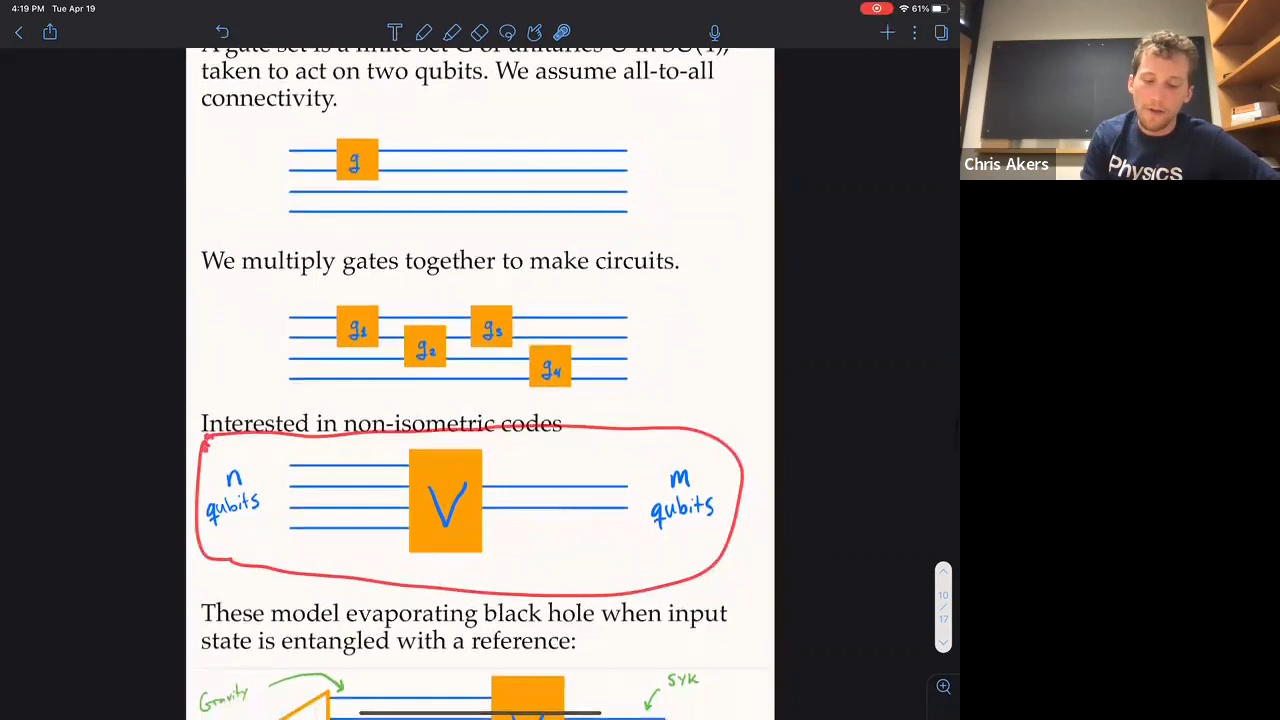 4:19 PM Tue Apr 19
61%
taken to act on two qubits. We assume all-to-all
connectivity.
g
We multiply gates together to make circuits.
g₁
g₂
g₃
g₄
Interested in non-isometric codes
n
qubits
V
m
qubits
These model evaporating black hole when input
state is entangled with a reference:
Gravity
SYK
10
/
17
Chris Akers
Physics